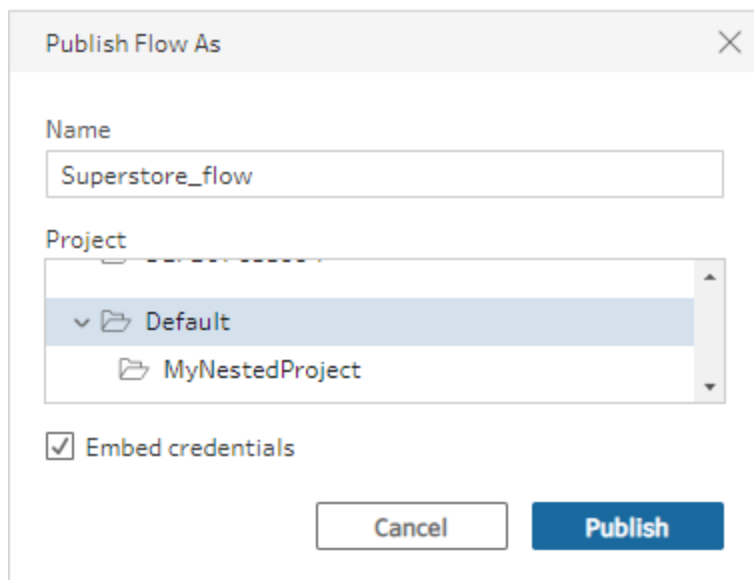 Publish Flow As
Name
Superstore_flow
Project
Default
MyNestedProject
Embed credentials
Cancel
Publish